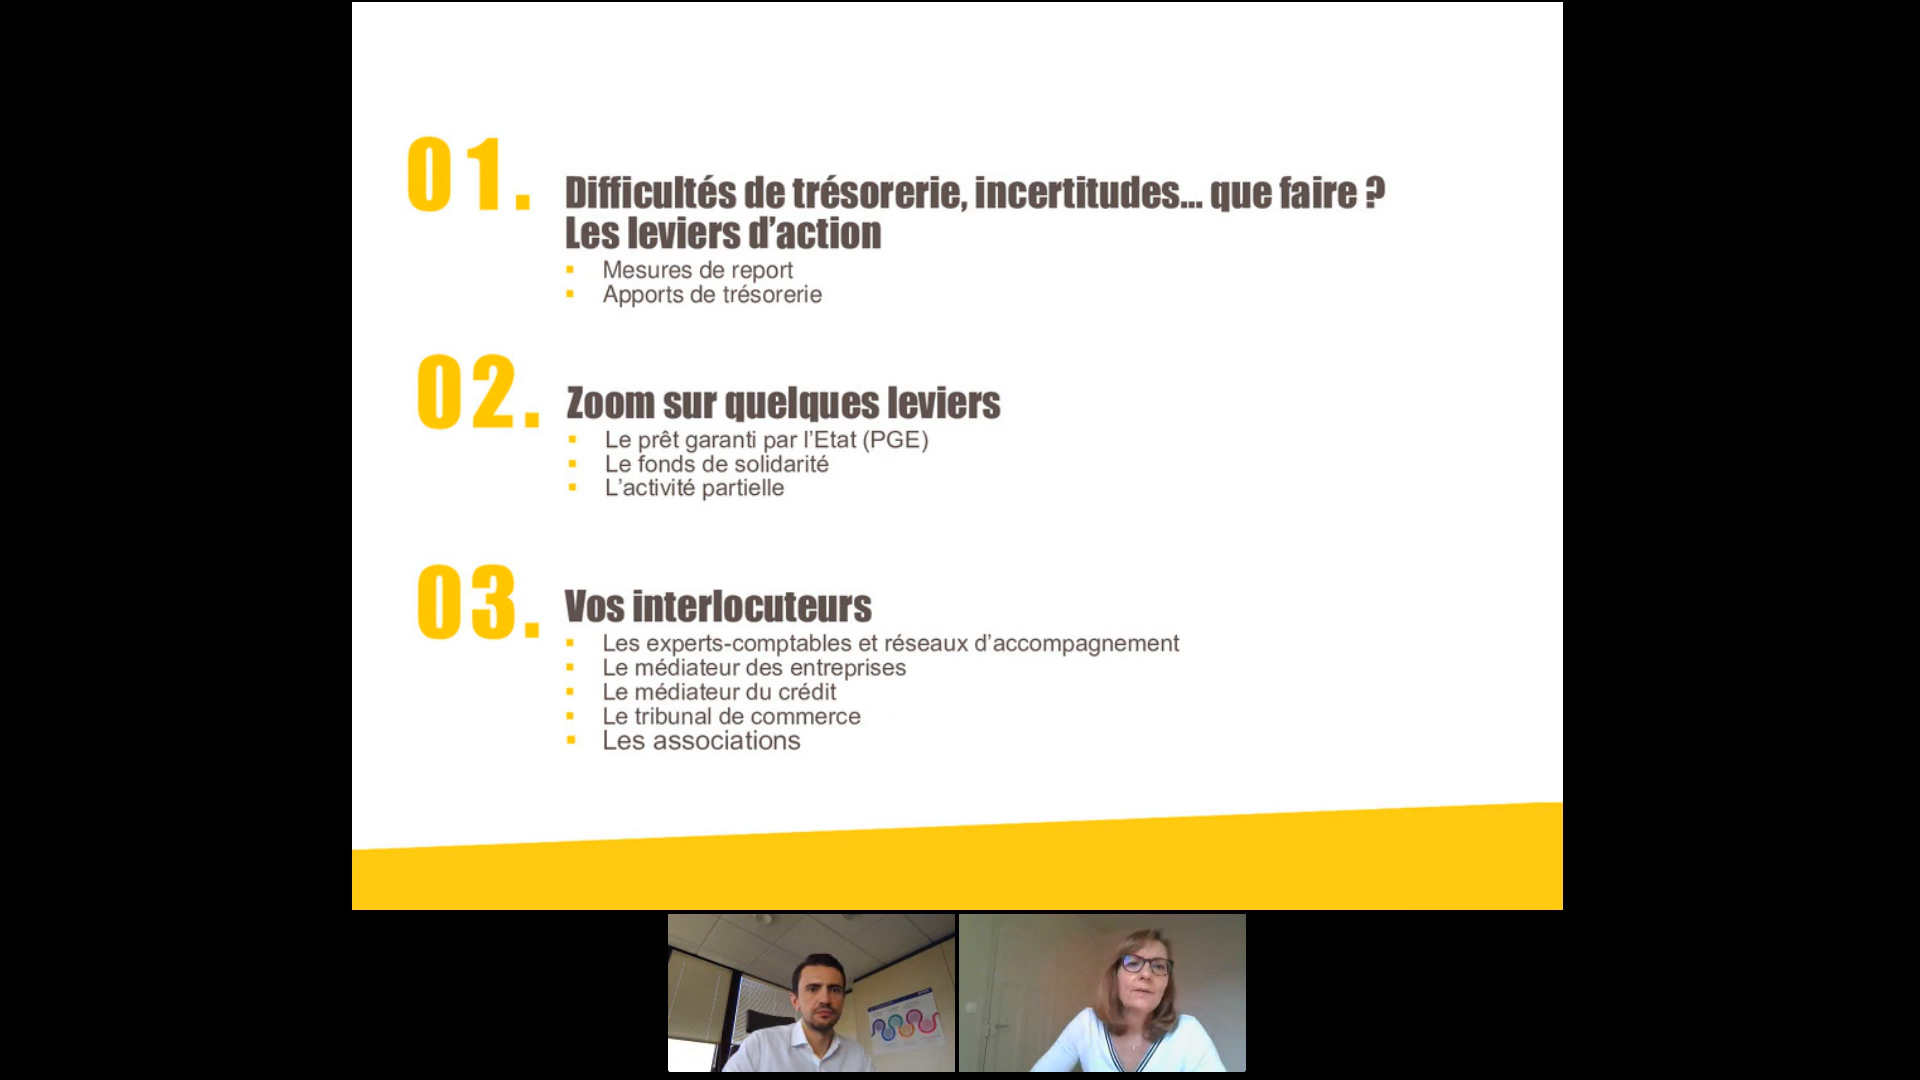 01.
Difficultés de trésorerie, incertitudes... que faire ?
Les leviers d’action
Mesures de report
Apports de trésorerie
02.
Zoom sur quelques leviers
Le prêt garanti par l’Etat (PGE)
Le fonds de solidarité
L’activité partielle
03.
Vos interlocuteurs
Les experts-comptables et réseaux d’accompagnement
Le médiateur des entreprises
Le médiateur du crédit
Le tribunal de commerce
Les associations